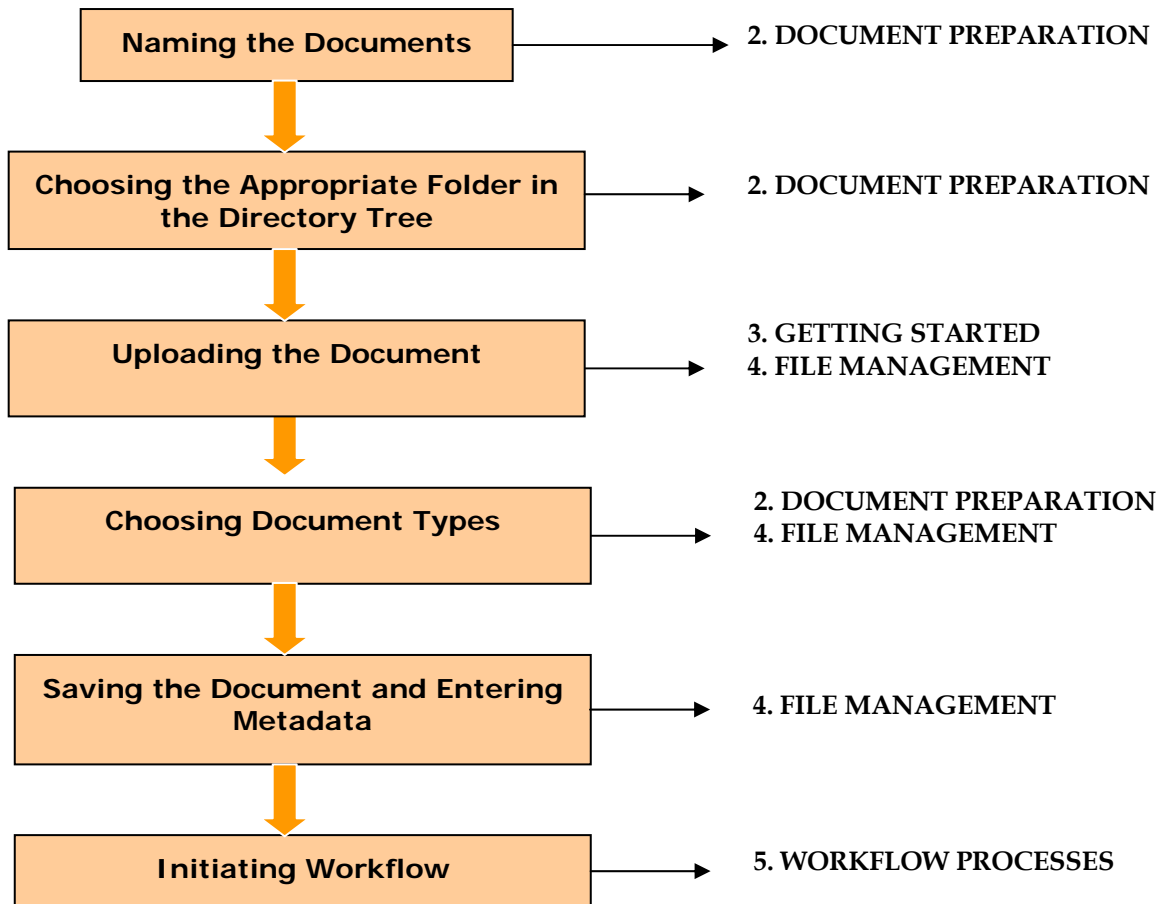 Naming the Documents
2. DOCUMENT PREPARATION
Choosing the Appropriate Folder in
the Directory Tree
2. DOCUMENT PREPARATION
Uploading the Document
3. GETTING STARTED
4. FILE MANAGEMENT
Choosing Document Types
2. DOCUMENT PREPARATION
4. FILE MANAGEMENT
Saving the Document and Entering
Metadata
4. FILE MANAGEMENT
Initiating Workflow
5. WORKFLOW PROCESSES